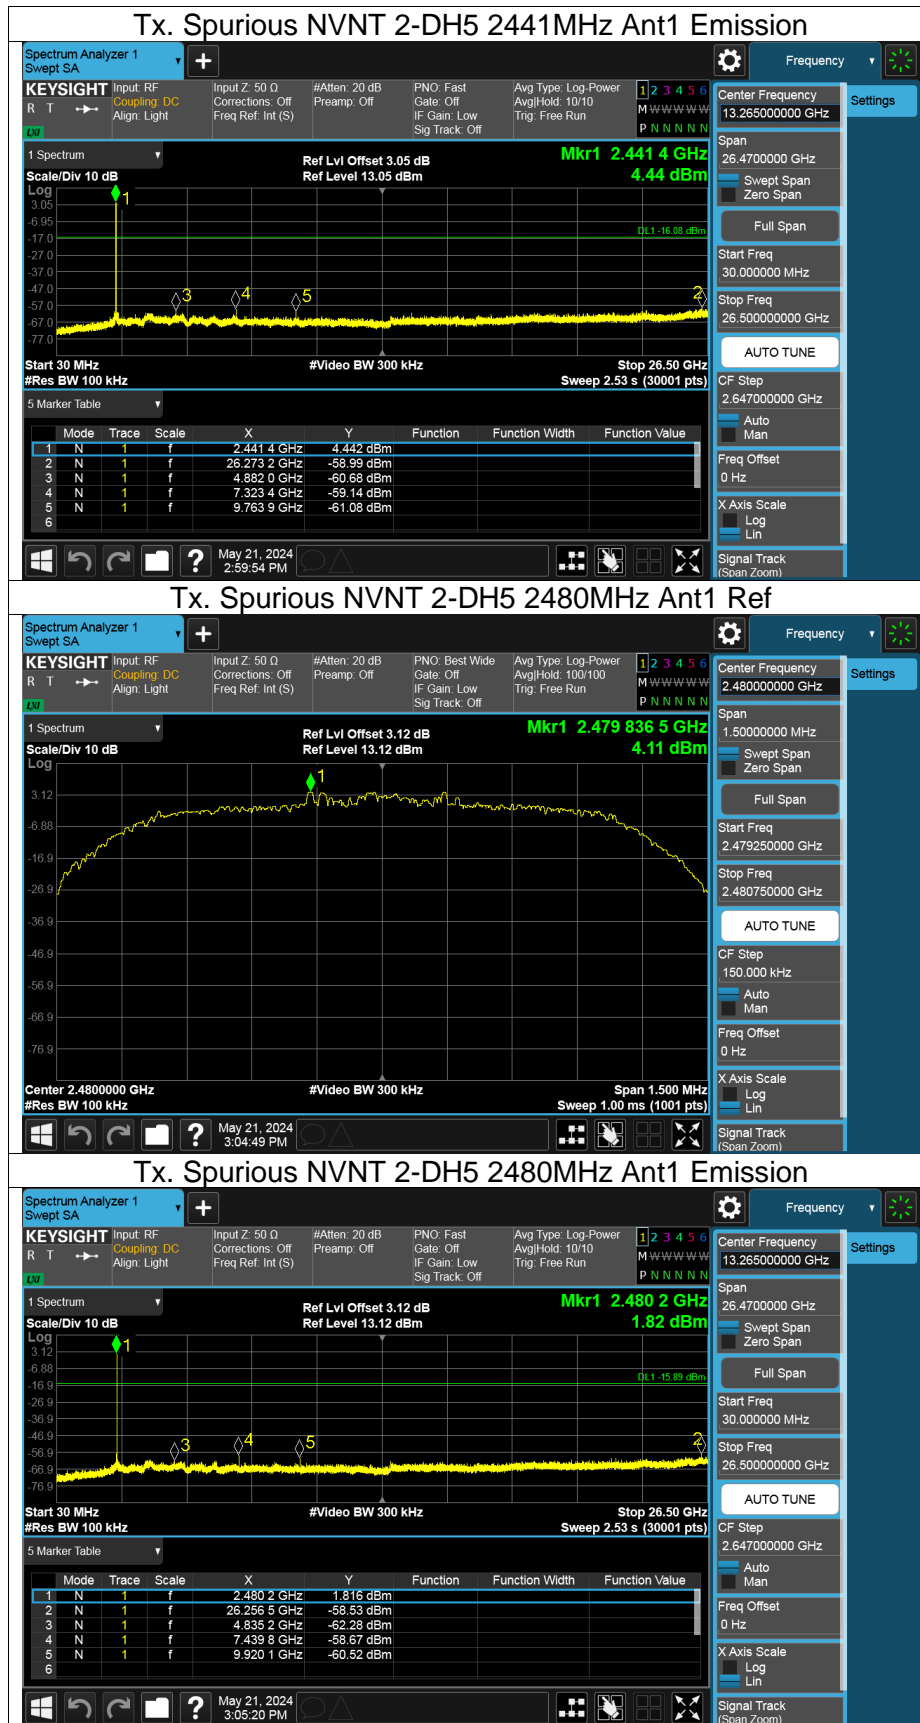 Tx. Spurious NVNT 2-DH5 2441MHz Ant1 Emission
Spectrum Analyzer 1
Swept SA
+
Frequency
KEYSIGHT
R T
LXI
Input: RF
Coupling: DC
Align: Light
Input Z: 50 Ω
Corrections: Off
Freq Ref: Int (S)
#Atten: 20 dB
Preamp: Off
PNO: Fast
Gate: Off
IF Gain: Low
Sig Track: Off
Avg Type: Log-Power
Avg|Hold: 10/10
Trig: Free Run
1 2 3 4 5 6
M W W W W W
P N N N N N
Center Frequency
13.265000000 GHz
Settings
Span
26.4700000 GHz
Swept Span
Zero Span
Full Span
Start Freq
30.000000 MHz
Stop Freq
26.500000000 GHz
AUTO TUNE
CF Step
2.647000000 GHz
Auto
Man
Freq Offset
0 Hz
X Axis Scale
Log
Lin
Signal Track
(Span Zoom)
1 Spectrum
Scale/Div 10 dB
Ref Lvl Offset 3.05 dB
Ref Level 13.05 dBm
Mkr1 2.441 4 GHz
4.44 dBm
Log
3.05
-6.95
-17.0
-27.0
-37.0
-47.0
-57.0
-67.0
-77.0
DL1 -16.08 dBm
1
3
4
5
2
Start 30 MHz
#Res BW 100 kHz
#Video BW 300 kHz
Stop 26.50 GHz
Sweep 2.53 s (30001 pts)
5 Marker Table
Mode Trace Scale X Y Function Function Width Function Value
1 N 1 f 2.441 4 GHz 4.442 dBm
2 N 1 f 26.273 2 GHz -58.99 dBm
3 N 1 f 4.882 0 GHz -60.68 dBm
4 N 1 f 7.323 4 GHz -59.14 dBm
5 N 1 f 9.763 9 GHz -61.08 dBm
6
?
May 21, 2024
2:59:54 PM
Tx. Spurious NVNT 2-DH5 2480MHz Ant1 Ref
Spectrum Analyzer 1
Swept SA
+
Frequency
KEYSIGHT
R T
LXI
Input: RF
Coupling: DC
Align: Light
Input Z: 50 Ω
Corrections: Off
Freq Ref: Int (S)
#Atten: 20 dB
Preamp: Off
PNO: Best Wide
Gate: Off
IF Gain: Low
Sig Track: Off
Avg Type: Log-Power
Avg|Hold: 100/100
Trig: Free Run
1 2 3 4 5 6
M W W W W W
P N N N N N
Center Frequency
2.480000000 GHz
Settings
Span
1.50000000 MHz
Swept Span
Zero Span
Full Span
Start Freq
2.479250000 GHz
Stop Freq
2.480750000 GHz
AUTO TUNE
CF Step
150.000 kHz
Auto
Man
Freq Offset
0 Hz
X Axis Scale
Log
Lin
Signal Track
(Span Zoom)
1 Spectrum
Scale/Div 10 dB
Ref Lvl Offset 3.12 dB
Ref Level 13.12 dBm
Mkr1 2.479 836 5 GHz
4.11 dBm
Log
3.12
-6.88
-16.9
-26.9
-36.9
-46.9
-56.9
-66.9
-76.9
1
Center 2.4800000 GHz
#Res BW 100 kHz
#Video BW 300 kHz
Span 1.500 MHz
Sweep 1.00 ms (1001 pts)
?
May 21, 2024
3:04:49 PM
Tx. Spurious NVNT 2-DH5 2480MHz Ant1 Emission
Spectrum Analyzer 1
Swept SA
+
Frequency
KEYSIGHT
R T
LXI
Input: RF
Coupling: DC
Align: Light
Input Z: 50 Ω
Corrections: Off
Freq Ref: Int (S)
#Atten: 20 dB
Preamp: Off
PNO: Fast
Gate: Off
IF Gain: Low
Sig Track: Off
Avg Type: Log-Power
Avg|Hold: 10/10
Trig: Free Run
1 2 3 4 5 6
M W W W W W
P N N N N N
Center Frequency
13.265000000 GHz
Settings
Span
26.4700000 GHz
Swept Span
Zero Span
Full Span
Start Freq
30.000000 MHz
Stop Freq
26.500000000 GHz
AUTO TUNE
CF Step
2.647000000 GHz
Auto
Man
Freq Offset
0 Hz
X Axis Scale
Log
Lin
Signal Track
(Span Zoom)
1 Spectrum
Scale/Div 10 dB
Ref Lvl Offset 3.12 dB
Ref Level 13.12 dBm
Mkr1 2.480 2 GHz
1.82 dBm
Log
3.12
-6.88
-16.9
-26.9
-36.9
-46.9
-56.9
-66.9
-76.9
DL1 -15.89 dBm
1
3
4
5
2
Start 30 MHz
#Res BW 100 kHz
#Video BW 300 kHz
Stop 26.50 GHz
Sweep 2.53 s (30001 pts)
5 Marker Table
Mode Trace Scale X Y Function Function Width Function Value
1 N 1 f 2.480 2 GHz 1.816 dBm
2 N 1 f 26.256 5 GHz -58.53 dBm
3 N 1 f 4.835 2 GHz -62.28 dBm
4 N 1 f 7.439 8 GHz -58.67 dBm
5 N 1 f 9.920 1 GHz -60.52 dBm
6
?
May 21, 2024
3:05:20 PM